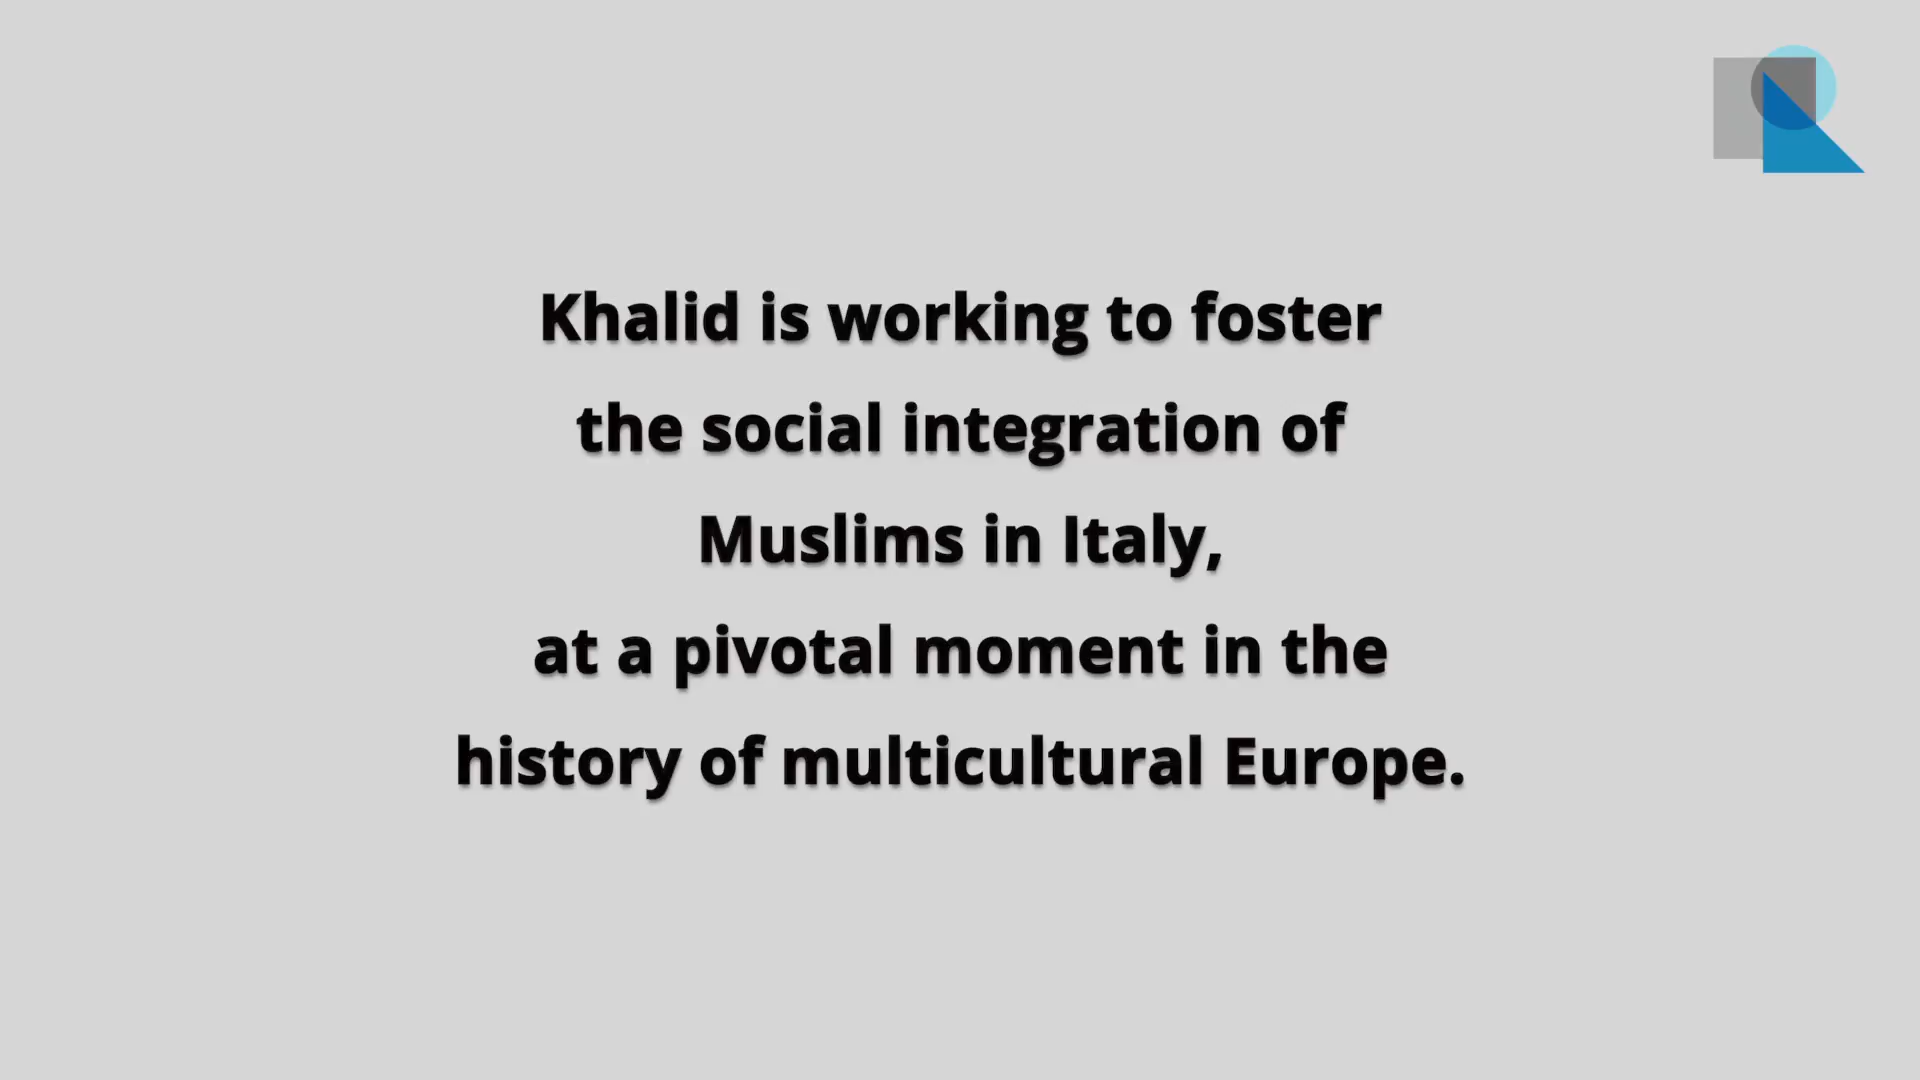 Khalid is working to foster
the social integration of
Muslims in Italy,
at a pivotal moment in the
history of multicultural Europe.